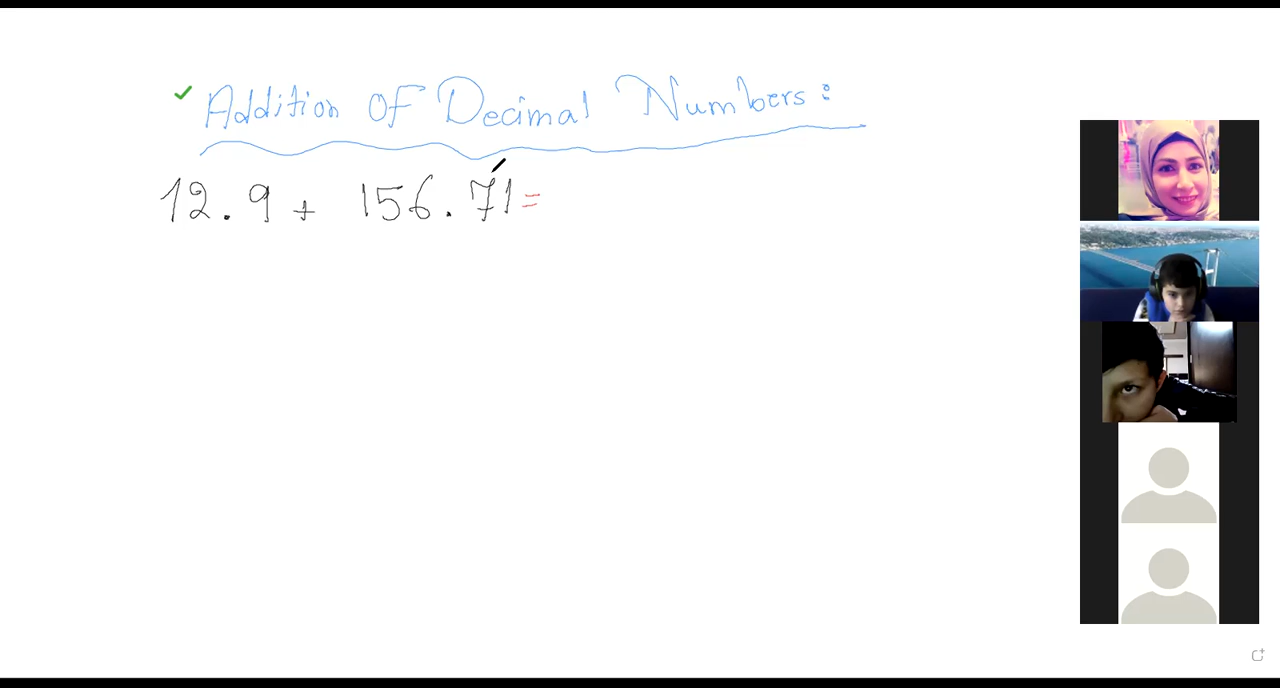 Addition Of Decimal Numbers:
12.9 + 156.71 =